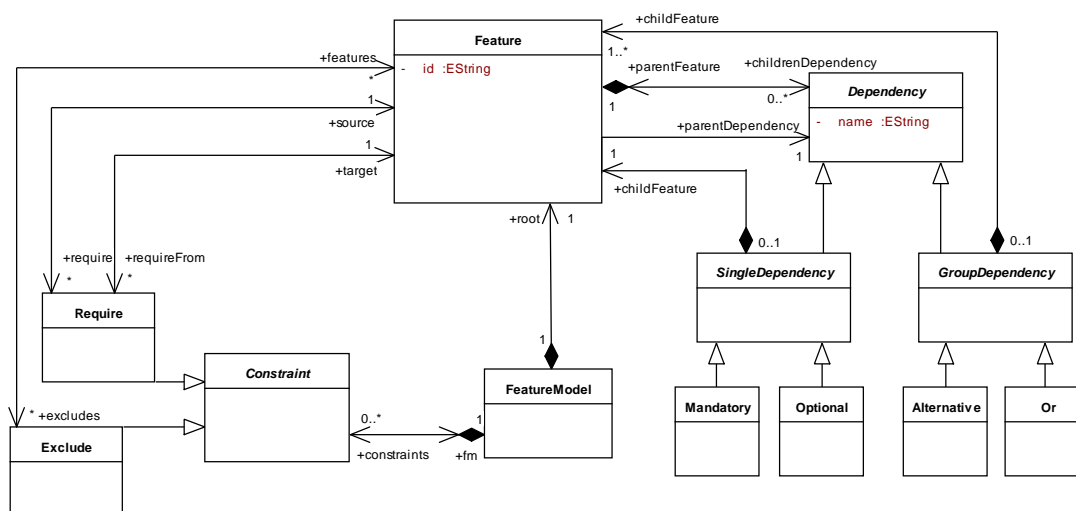 +childFeature
Feature
1..*
+features
- id :EString
*
+parentFeature
+childrenDependency
1
0..*
Dependency
- name :EString
1
+source
+parentDependency
1
1
1
+target
+childFeature
+root
1
0..1
0..1
+require
+requireFrom
*
*
SingleDependency
GroupDependency
Require
1
Constraint
FeatureModel
Mandatory
Optional
Alternative
Or
* +excludes
0..*
1
Exclude
+constraints
+fm